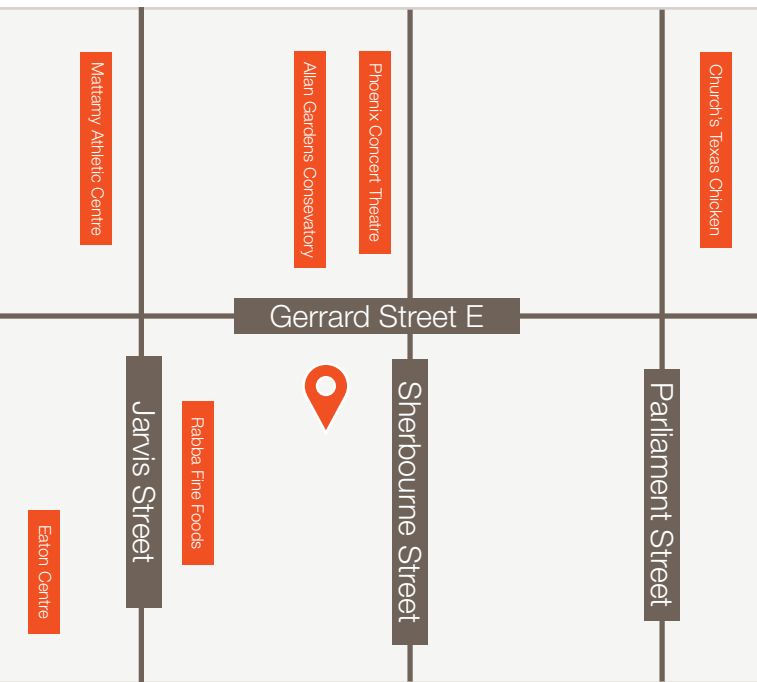 Mattamy Athletic Centre
Allan Gardens Consevatory
Phoenix Concert Theatre
Church's Texas Chicken
Gerrard Street E
Jarvis Street
Rabba Fine Foods
Sherbourne Street
Parliament Street
Eaton Centre